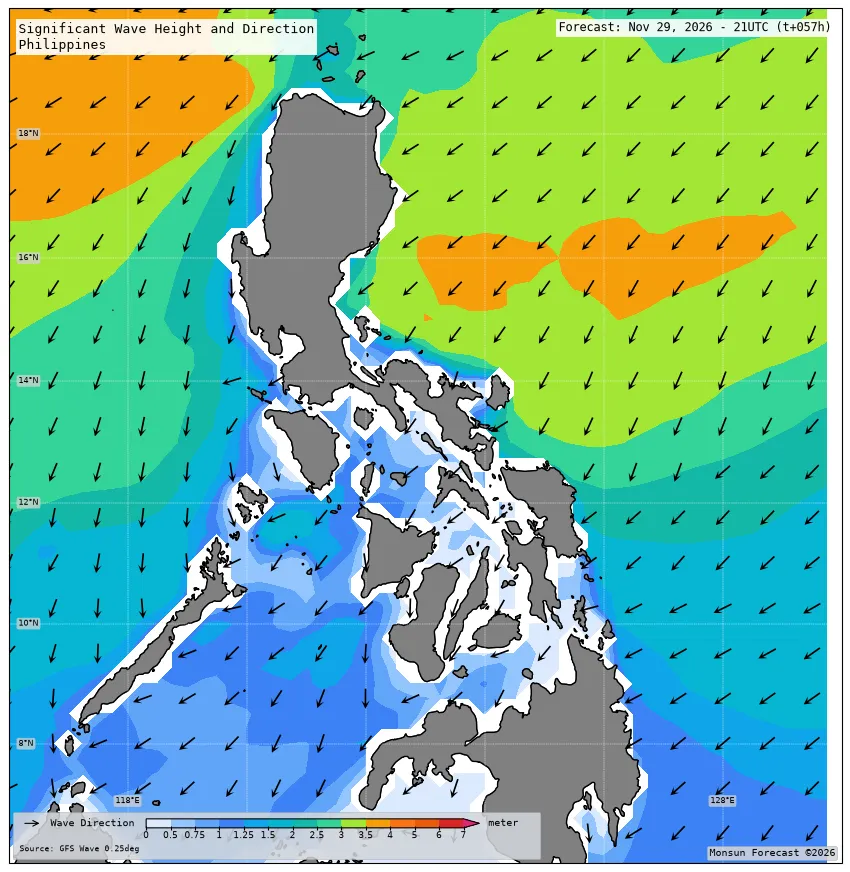 Significant Wave Height and Direction
Philippines
Forecast: Nov 29, 2026 - 21UTC (t+057h)
18°N
16°N
14°N
12°N
10°N
8°N
118°E
128°E
Wave Direction
0 0.5 0.75 1 1.25 1.5 2 2.5 3 3.5 4 5 6 7 meter
Source: GFS Wave 0.25deg
Monsun Forecast ©2026